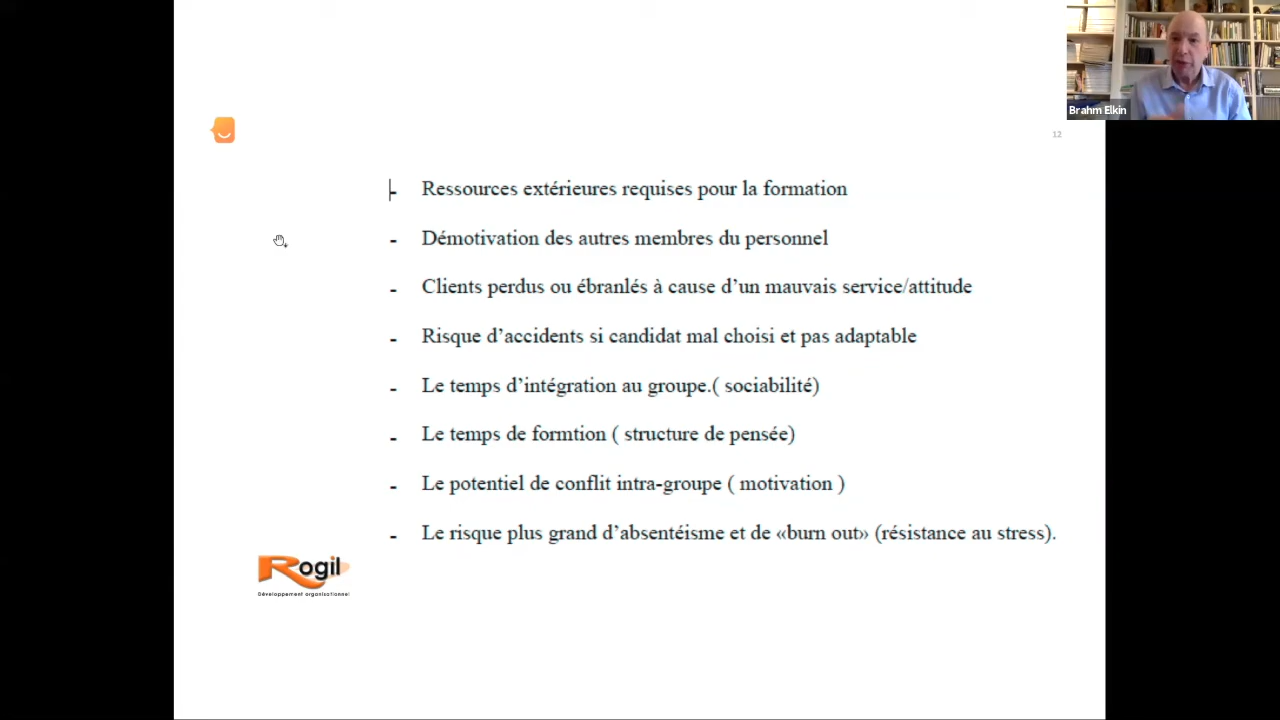 Brahm Elkin
12
- Ressources extérieures requises pour la formation
- Démotivation des autres membres du personnel
- Clients perdus ou ébranlés à cause d’un mauvais service/attitude
- Risque d’accidents si candidat mal choisi et pas adaptable
- Le temps d’intégration au groupe.( sociabilité)
- Le temps de formtion ( structure de pensée)
- Le potentiel de conflit intra-groupe ( motivation )
- Le risque plus grand d’absentéisme et de «burn out» (résistance au stress).
Rogil
Développement organisationnel